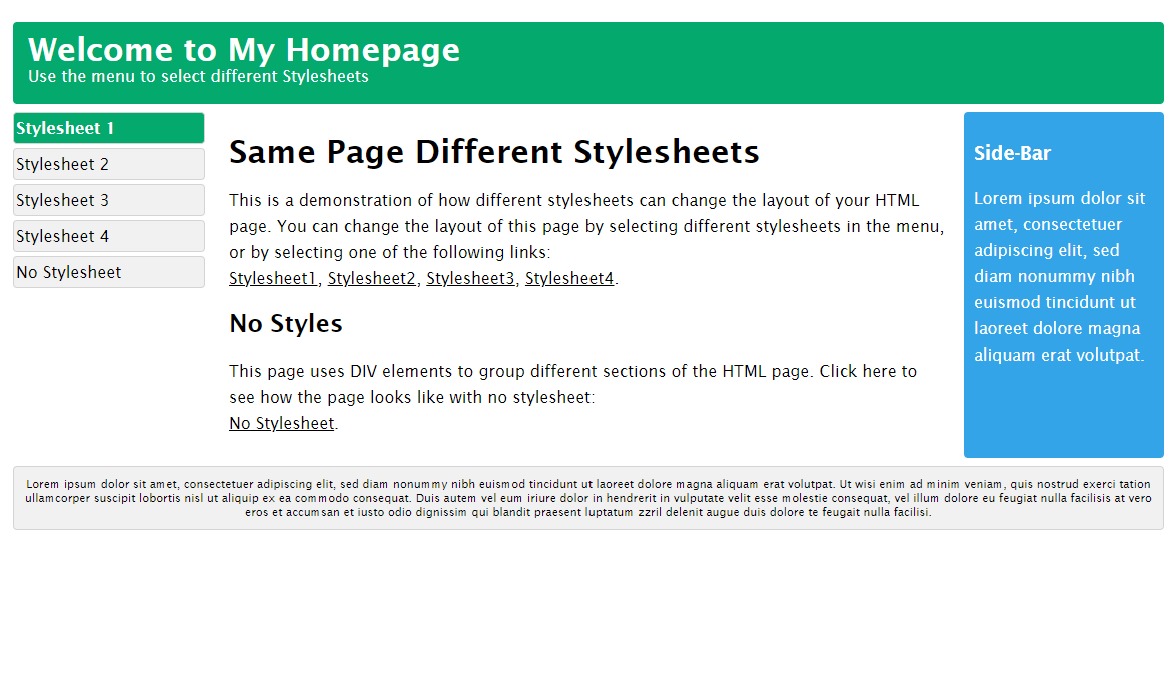 Welcome to My Homepage
Use the menu to select different Stylesheets
Stylesheet 1
Stylesheet 2
Stylesheet 3
Stylesheet 4
No Stylesheet
Same Page Different Stylesheets
This is a demonstration of how different stylesheets can change the layout of your HTML
page. You can change the layout of this page by selecting different stylesheets in the menu,
or by selecting one of the following links:
Stylesheet1, Stylesheet2, Stylesheet3, Stylesheet4.
No Styles
This page uses DIV elements to group different sections of the HTML page. Click here to
see how the page looks like with no stylesheet:
No Stylesheet.
Side-Bar
Lorem ipsum dolor sit
amet, consectetuer
adipiscing elit, sed
diam nonummy nibh
euismod tincidunt ut
laoreet dolore magna
aliquam erat volutpat.
Lorem ipsum dolor sit amet, consectetuer adipiscing elit, sed diam nonummy nibh euismod tincidunt ut laoreet dolore magna aliquam erat volutpat. Ut wisi enim ad minim veniam, quis nostrud exerci tation
ullamcorper suscipit lobortis nisl ut aliquip ex ea commodo consequat. Duis autem vel eum iriure dolor in hendrerit in vulputate velit esse molestie consequat, vel illum dolore eu feugiat nulla facilisis at vero
eros et accumsan et iusto odio dignissim qui blandit praesent luptatum zzril delenit augue duis dolore te feugait nulla facilisi.